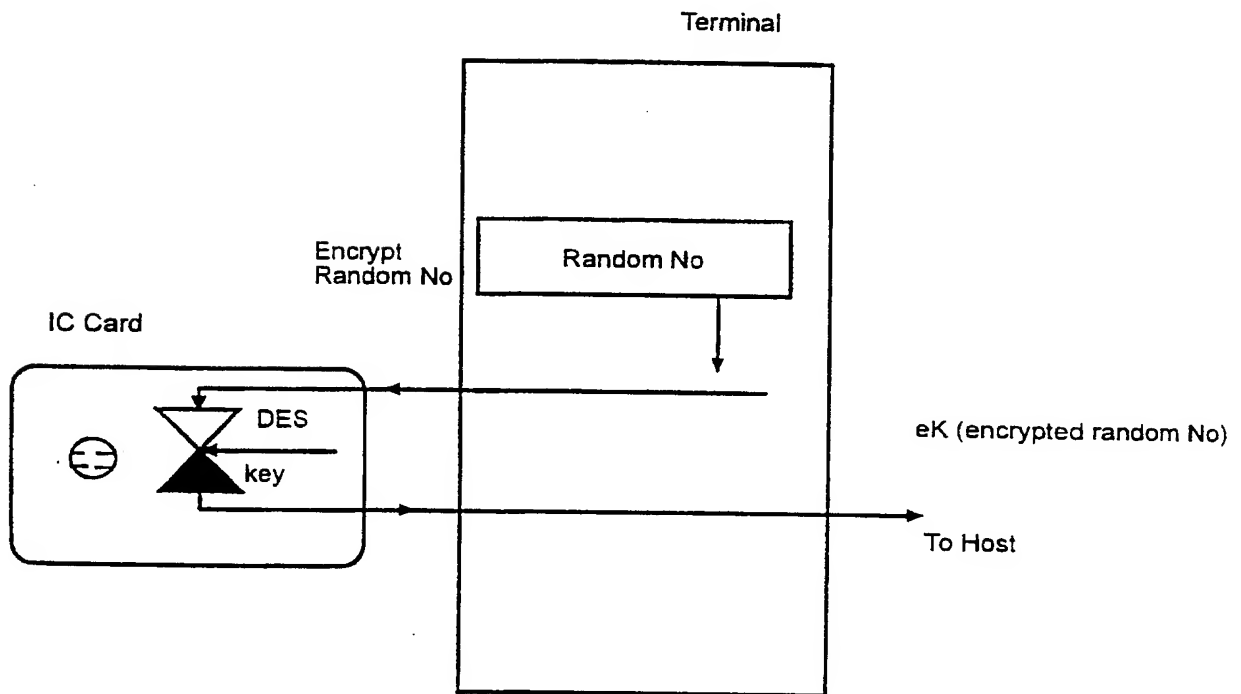 Terminal
Encrypt
Random No
Random No
IC Card
DES
key
eK (encrypted random No)
To Host